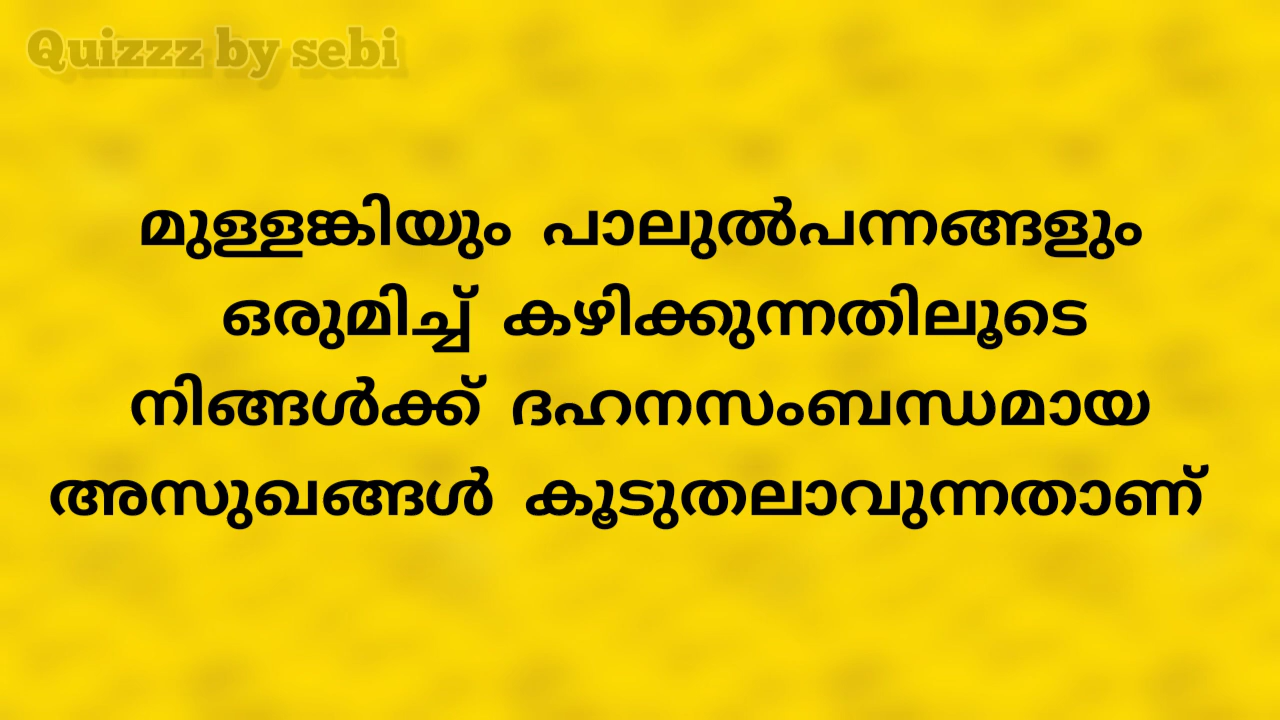 Quizzz by sebi
മുള്ളങ്കിയും പാലുൽപന്നങ്ങളും
ഒരുമിച്ച് കഴിക്കുന്നതിലൂടെ
നിങ്ങൾക്ക് ദഹനസംബന്ധമായ
അസുഖങ്ങൾ കൂടുതലാവുന്നതാണ്